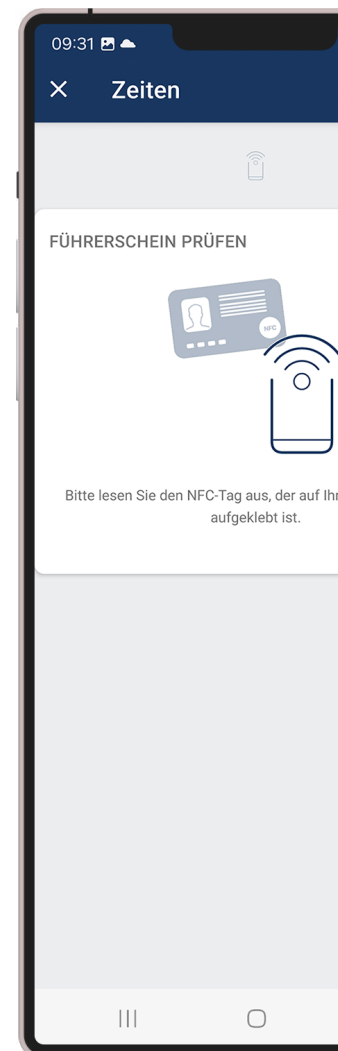 09:31
Zeiten
FÜHRERSCHEIN PRÜFEN
NFC
Bitte lesen Sie den NFC-Tag aus, der auf Ihr
aufgeklebt ist.